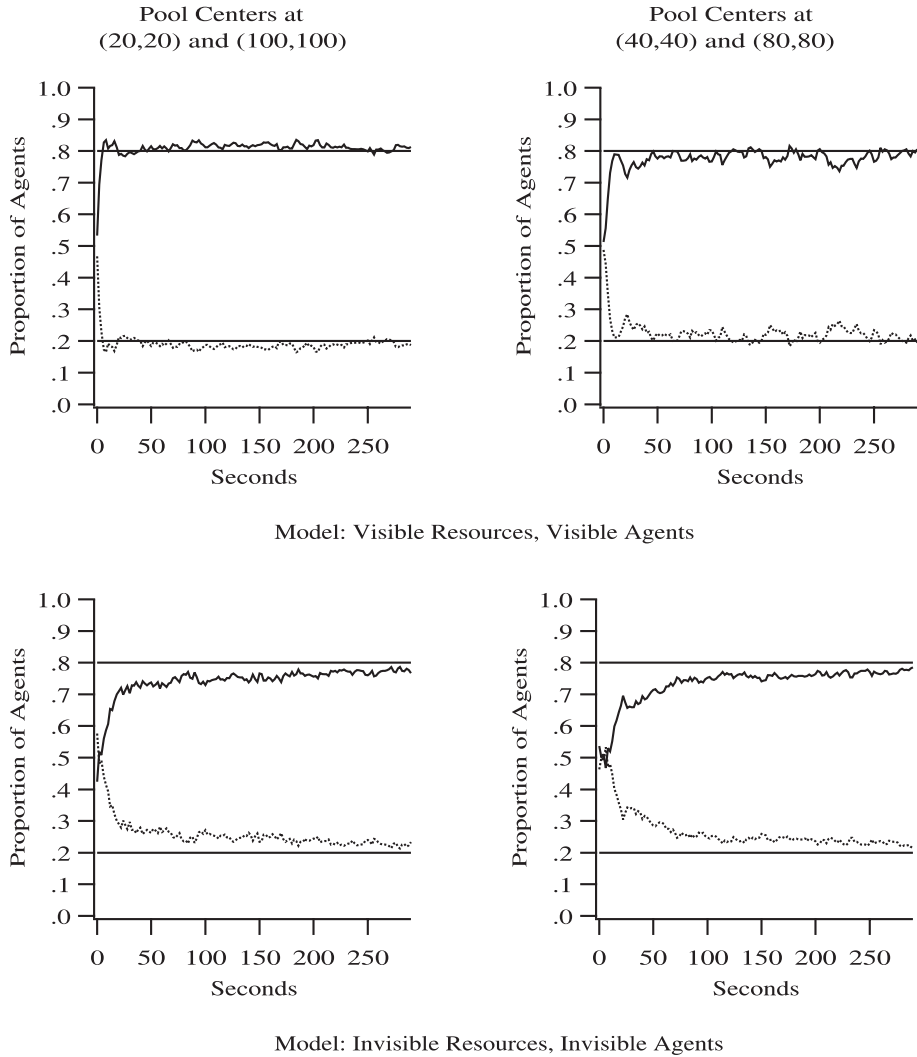 Pool Centers at
(20,20) and (100,100)
Pool Centers at
(40,40) and (80,80)
Proportion of Agents
1.0
.9
.8
.7
.6
.5
.4
.3
.2
.1
.0
0 50 100 150 200 250
Seconds
Proportion of Agents
1.0
.9
.8
.7
.6
.5
.4
.3
.2
.1
.0
0 50 100 150 200 250
Seconds
Model: Visible Resources, Visible Agents
Proportion of Agents
1.0
.9
.8
.7
.6
.5
.4
.3
.2
.1
.0
0 50 100 150 200 250
Seconds
Proportion of Agents
1.0
.9
.8
.7
.6
.5
.4
.3
.2
.1
.0
0 50 100 150 200 250
Seconds
Model: Invisible Resources, Invisible Agents